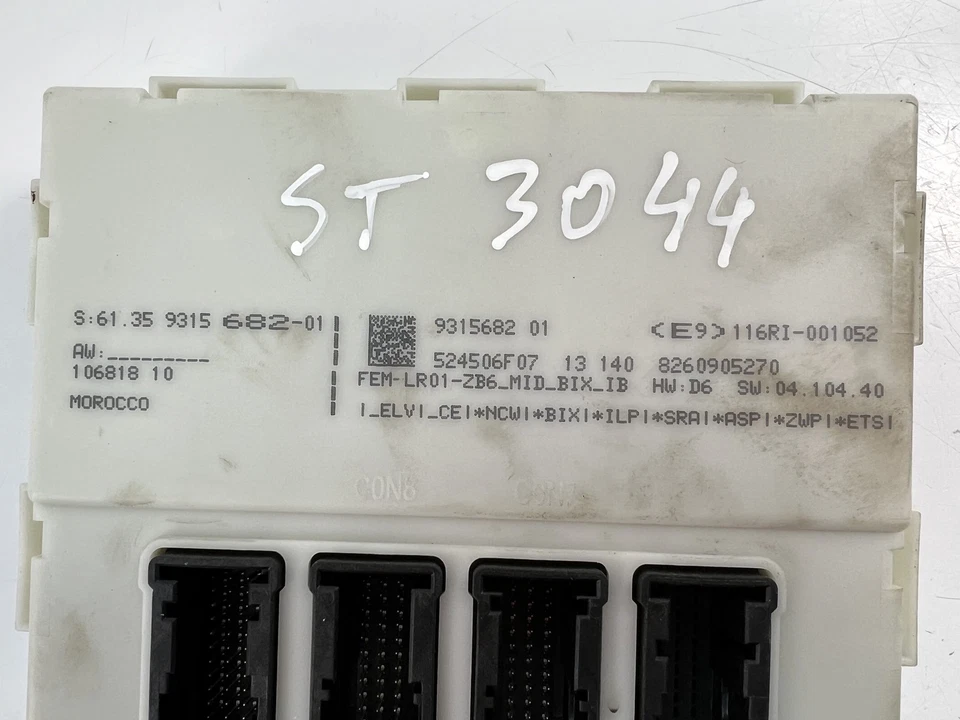 ST 3044
S:61.35 9315 682-01
AW:_________
106818 10
MOROCCO
9315682 01 <E9> 116RI-001052
524506F07 13 140 8260905270
FEM-LR01-ZB6_MID_BIX_IB HW:D6 SW:04.104.40
|_ELV|_CE|*NCW|*BIX|*ILP|*SRA|*ASP|*ZWP|*ETS|
CON6